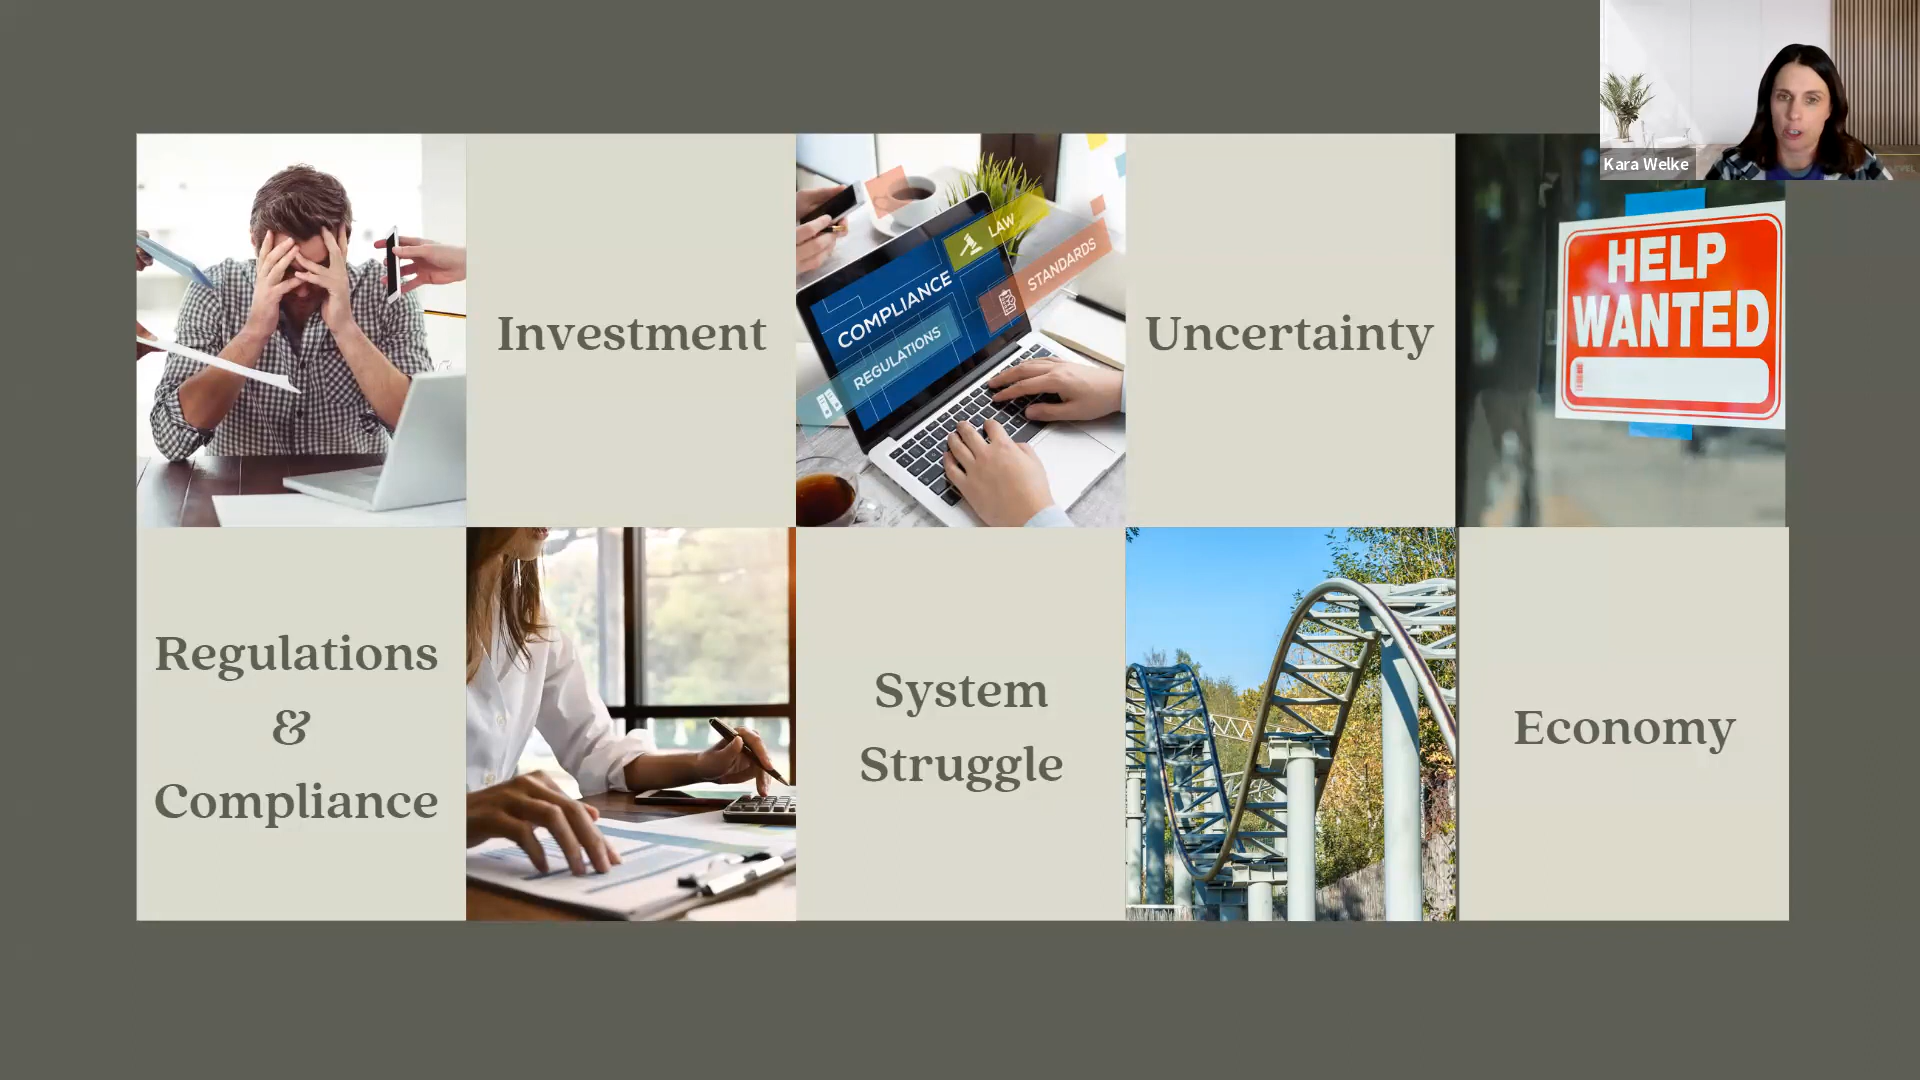 Kara Welke
Investment
COMPLIANCE
REGULATIONS
LAW
STANDARDS
Uncertainty
HELP
WANTED
Regulations
&
Compliance
System
Struggle
Economy